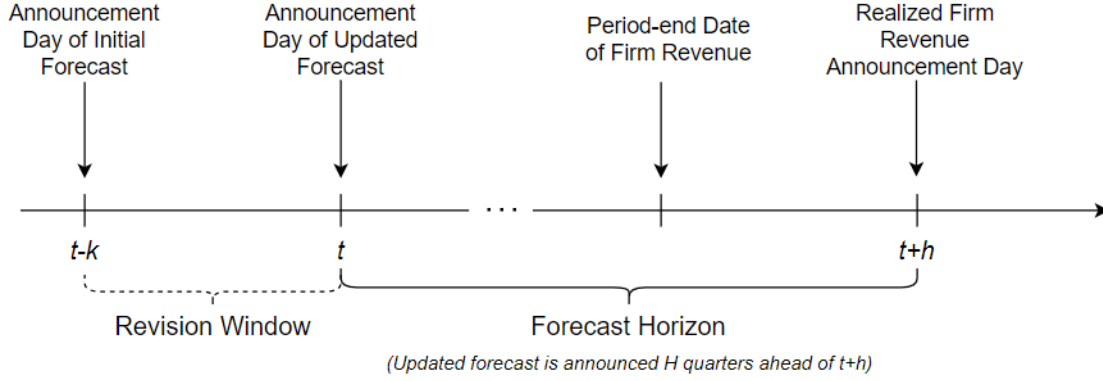 Announcement
Day of Initial
Forecast
Announcement
Day of Updated
Forecast
Period-end Date
of Firm Revenue
Realized Firm
Revenue
Announcement Day
...
t-k
t
t+h
Revision Window
Forecast Horizon
(Updated forecast is announced H quarters ahead of t+h)